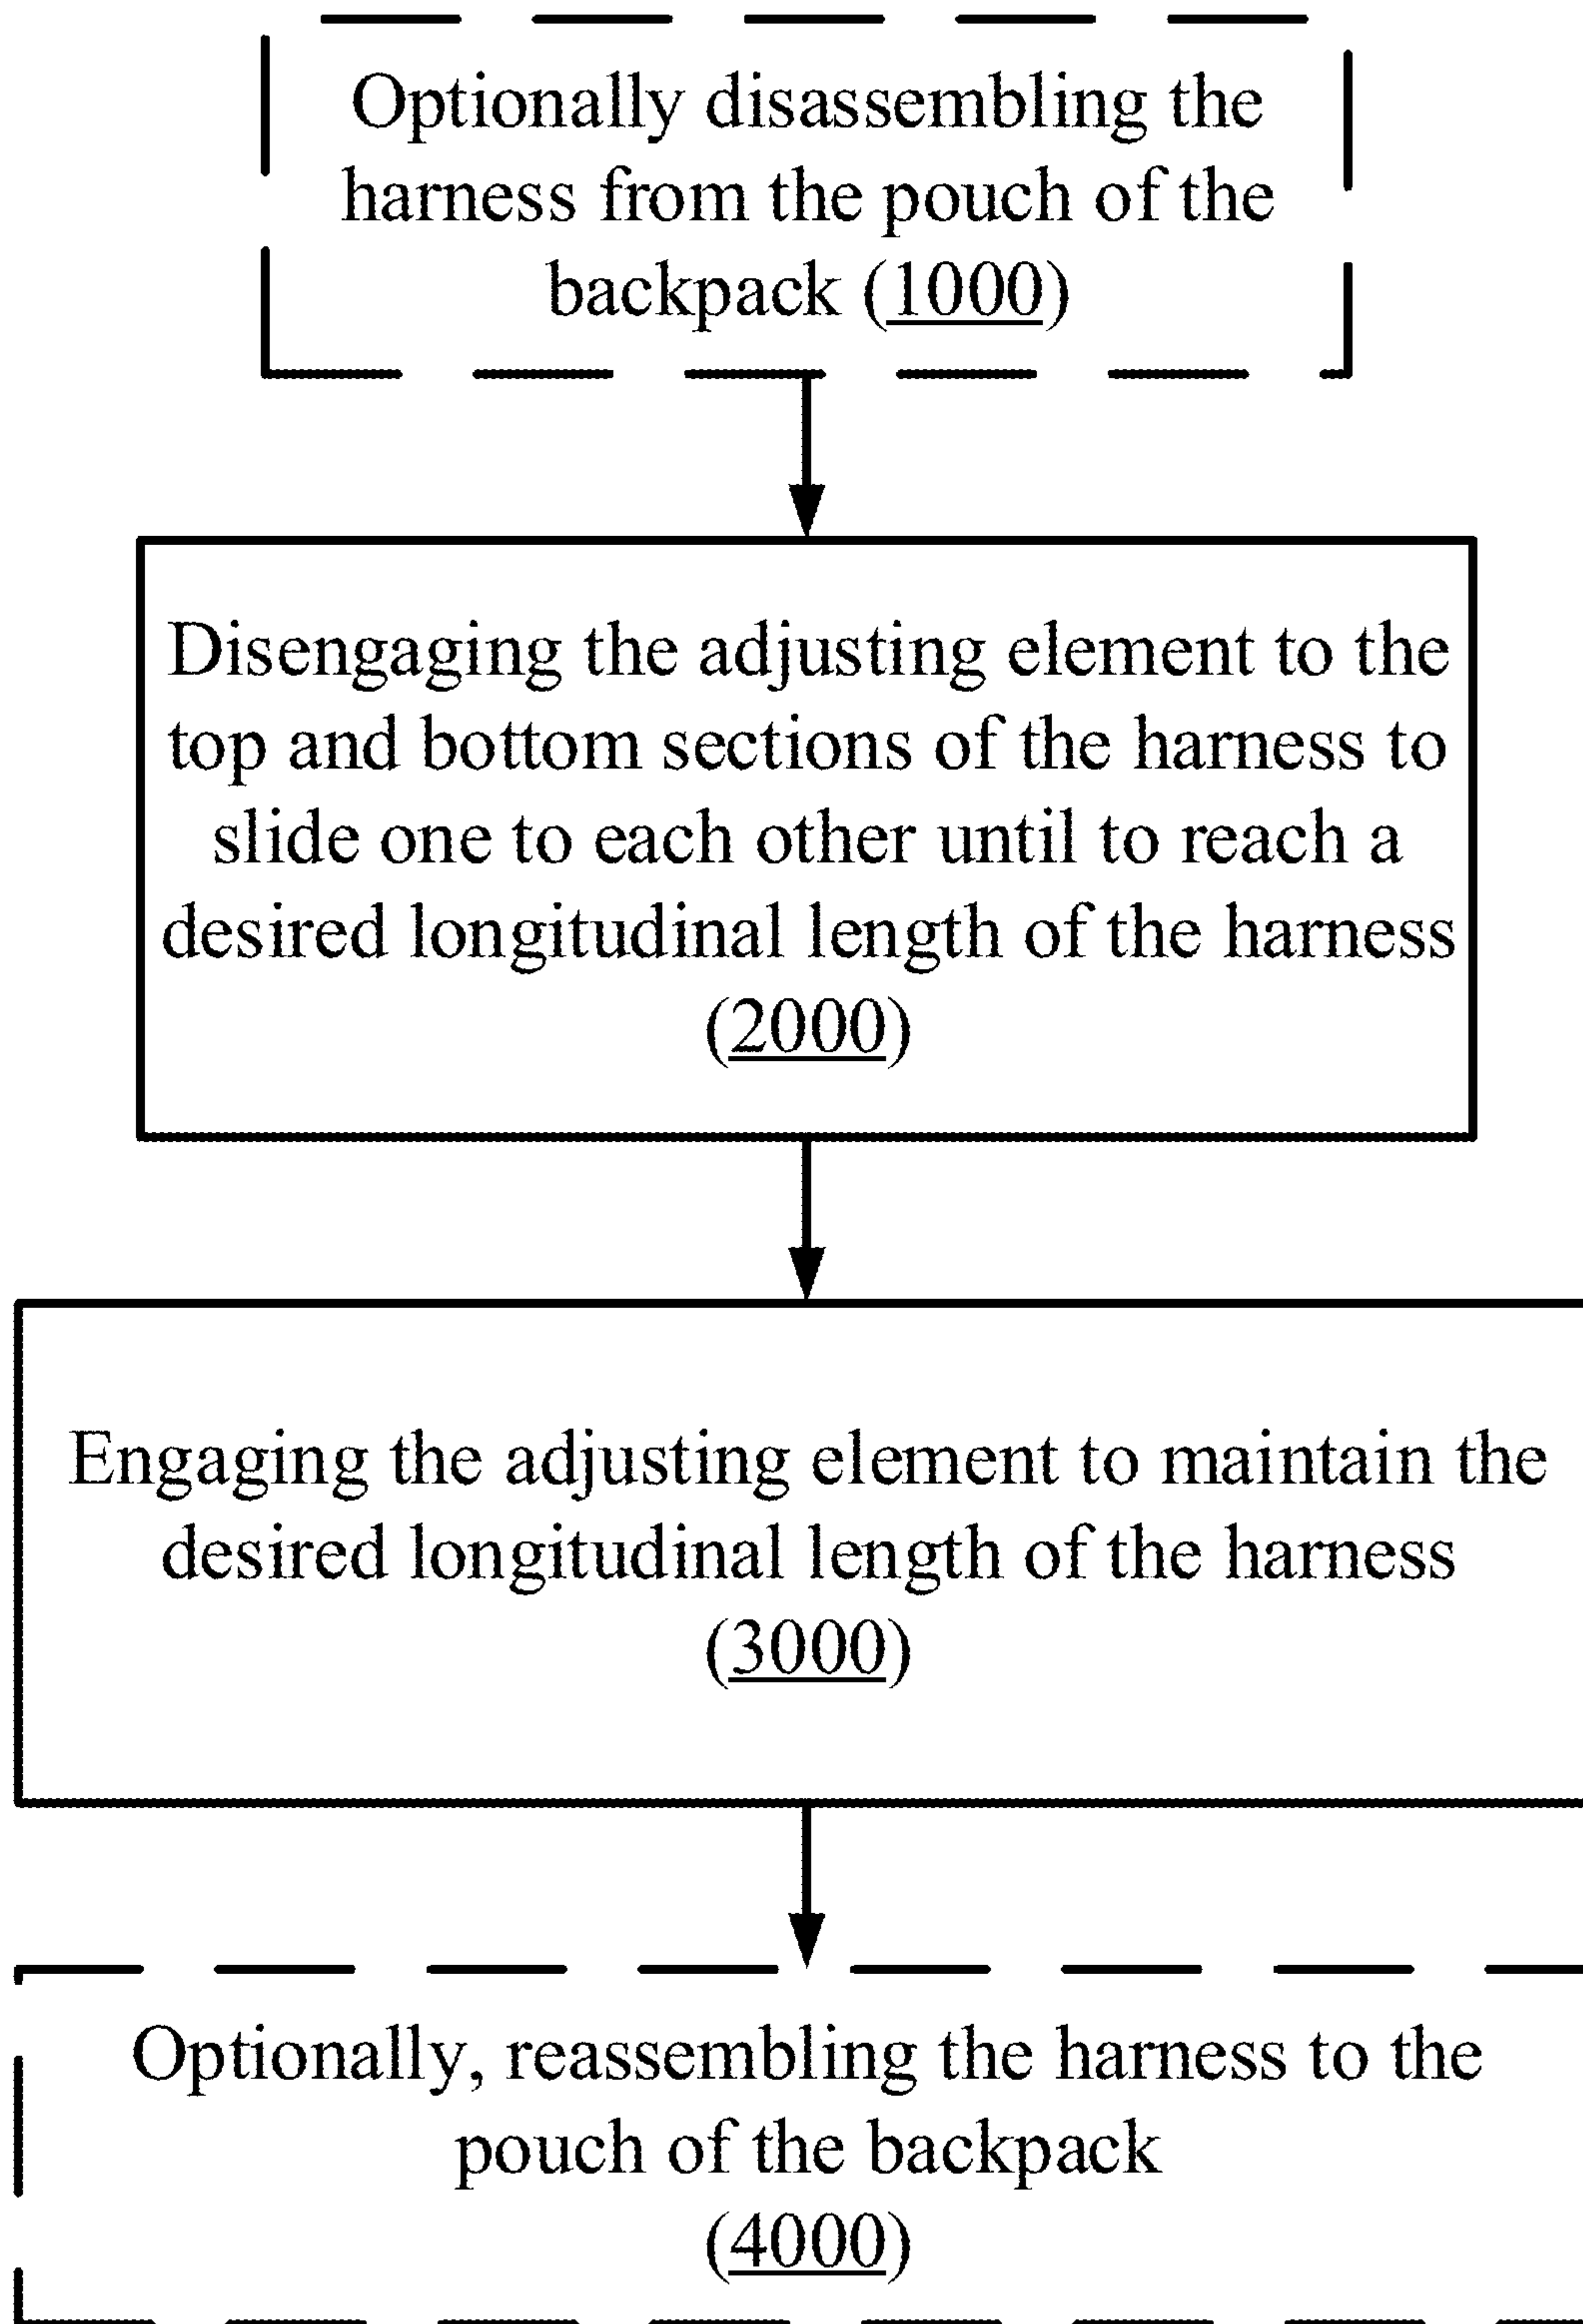 Optionally disassembling the
harness from the pouch of the
backpack (1000)
Disengaging the adjusting element to the
top and bottom sections of the harness to
slide one to each other until to reach a
desired longitudinal length of the harness
(2000)
Engaging the adjusting element to maintain the
desired longitudinal length of the harness
(3000)
Optionally, reassembling the harness to the
pouch of the backpack
(4000)